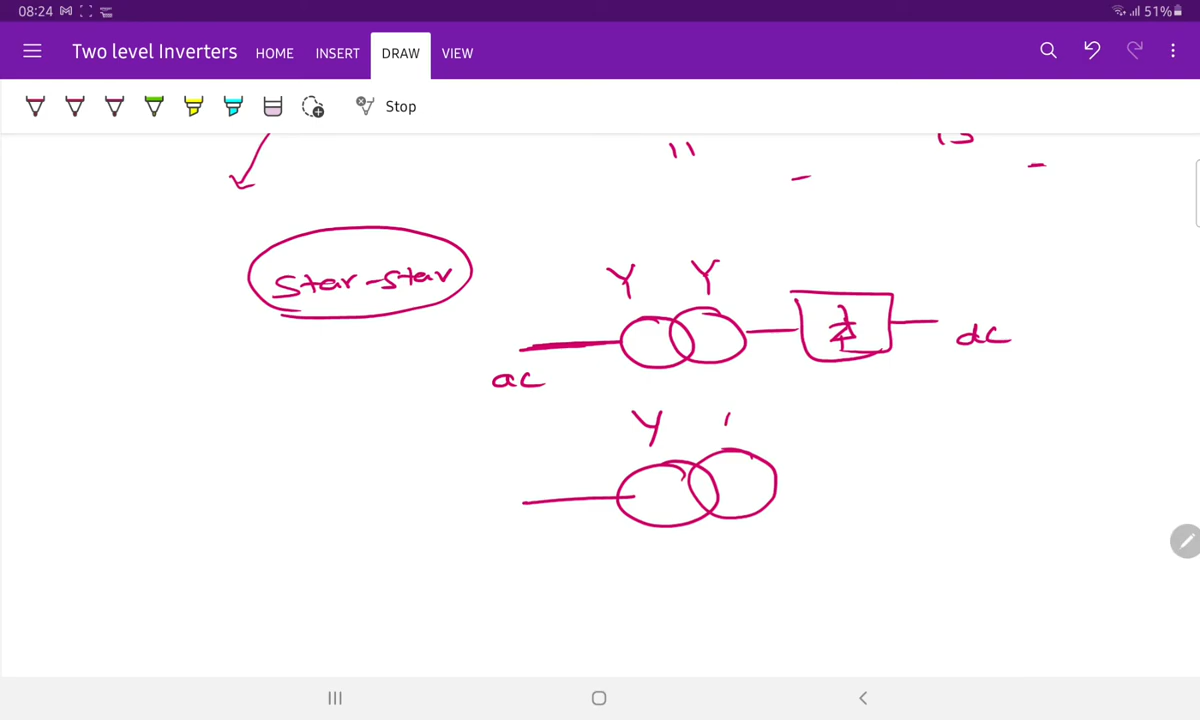 08:24 51%
Two level Inverters HOME INSERT DRAW VIEW
Stop
Star-Star
Y Y
dc
ac
Y